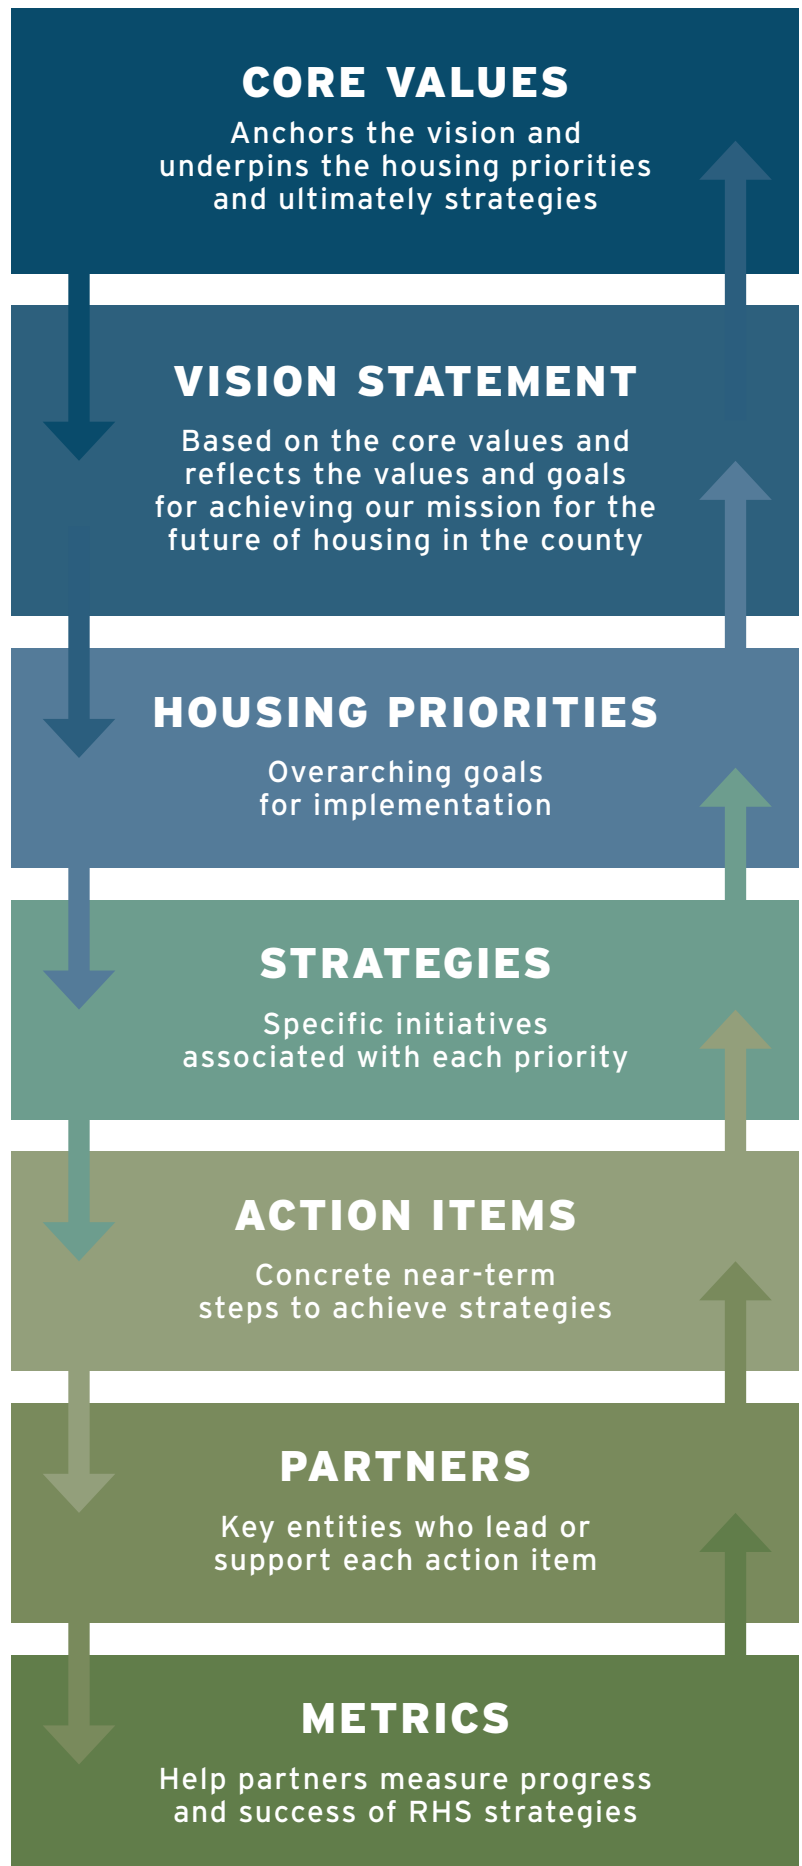 CORE VALUES
Anchors the vision and
underpins the housing priorities
and ultimately strategies
VISION STATEMENT
Based on the core values and
reflects the values and goals
for achieving our mission for the
future of housing in the county
HOUSING PRIORITIES
Overarching goals
for implementation
STRATEGIES
Specific initiatives
associated with each priority
ACTION ITEMS
Concrete near-term
steps to achieve strategies
PARTNERS
Key entities who lead or
support each action item
METRICS
Help partners measure progress
and success of RHS strategies